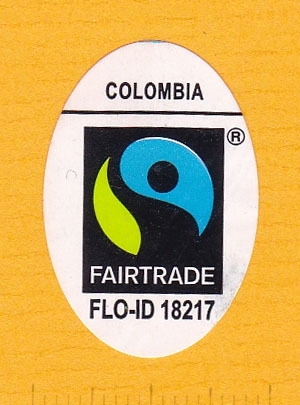 COLOMBIA
®
FAIRTRADE
FLO-ID 18217